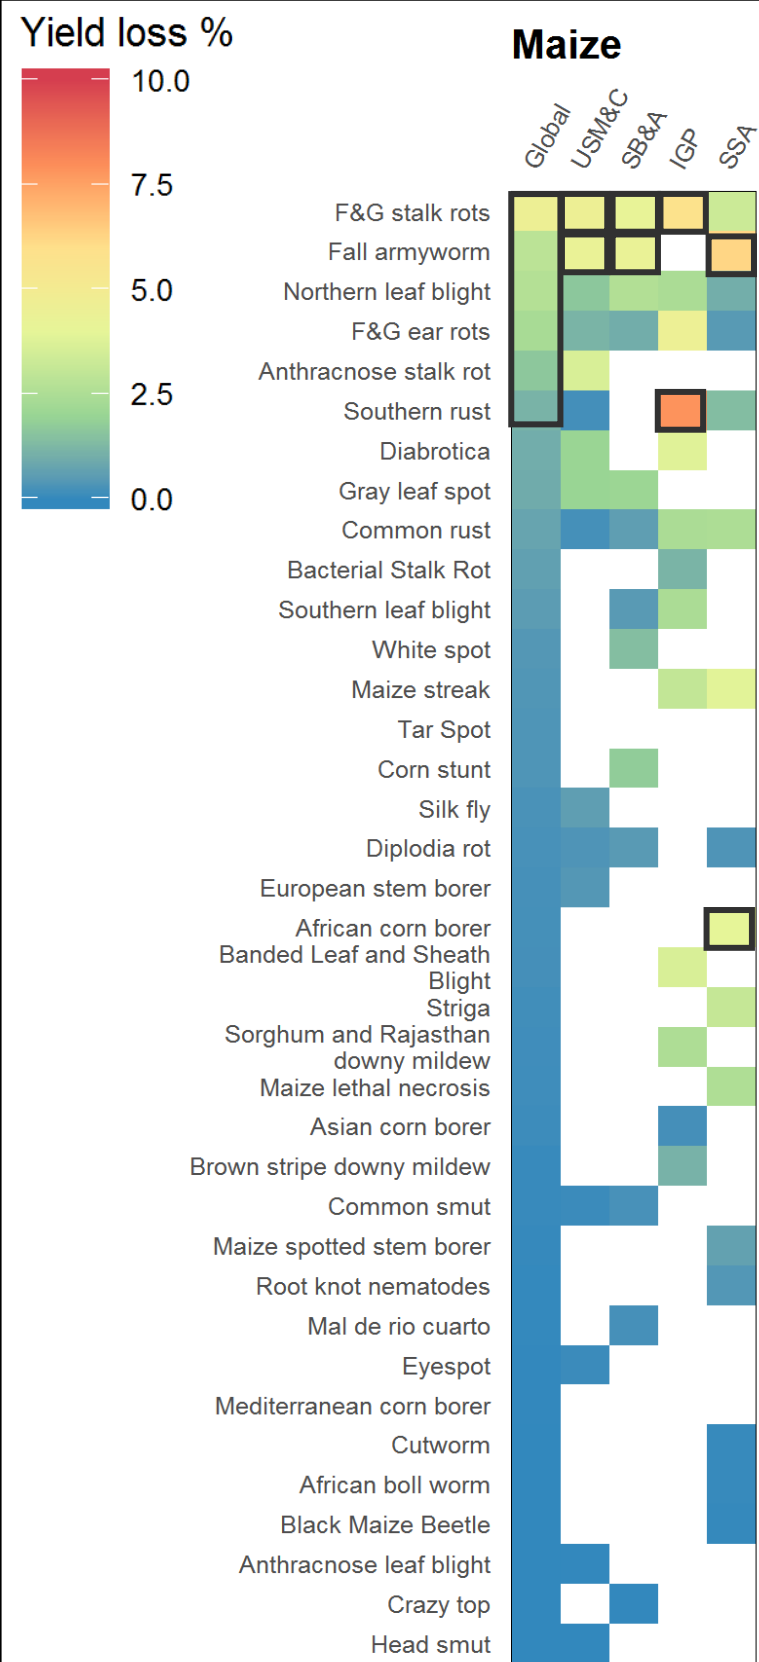 Yield loss %
10.0
7.5
5.0
2.5
0.0
Maize
Global
USM&C
SB&A
IGP
SSA
F&G stalk rots
Fall armyworm
Northern leaf blight
F&G ear rots
Anthracnose stalk rot
Southern rust
Diabrotica
Gray leaf spot
Common rust
Bacterial Stalk Rot
Southern leaf blight
White spot
Maize streak
Tar Spot
Corn stunt
Silk fly
Diplodia rot
European stem borer
African corn borer
Banded Leaf and Sheath
Blight
Striga
Sorghum and Rajasthan
downy mildew
Maize lethal necrosis
Asian corn borer
Brown stripe downy mildew
Common smut
Maize spotted stem borer
Root knot nematodes
Mal de rio cuarto
Eyespot
Mediterranean corn borer
Cutworm
African boll worm
Black Maize Beetle
Anthracnose leaf blight
Crazy top
Head smut